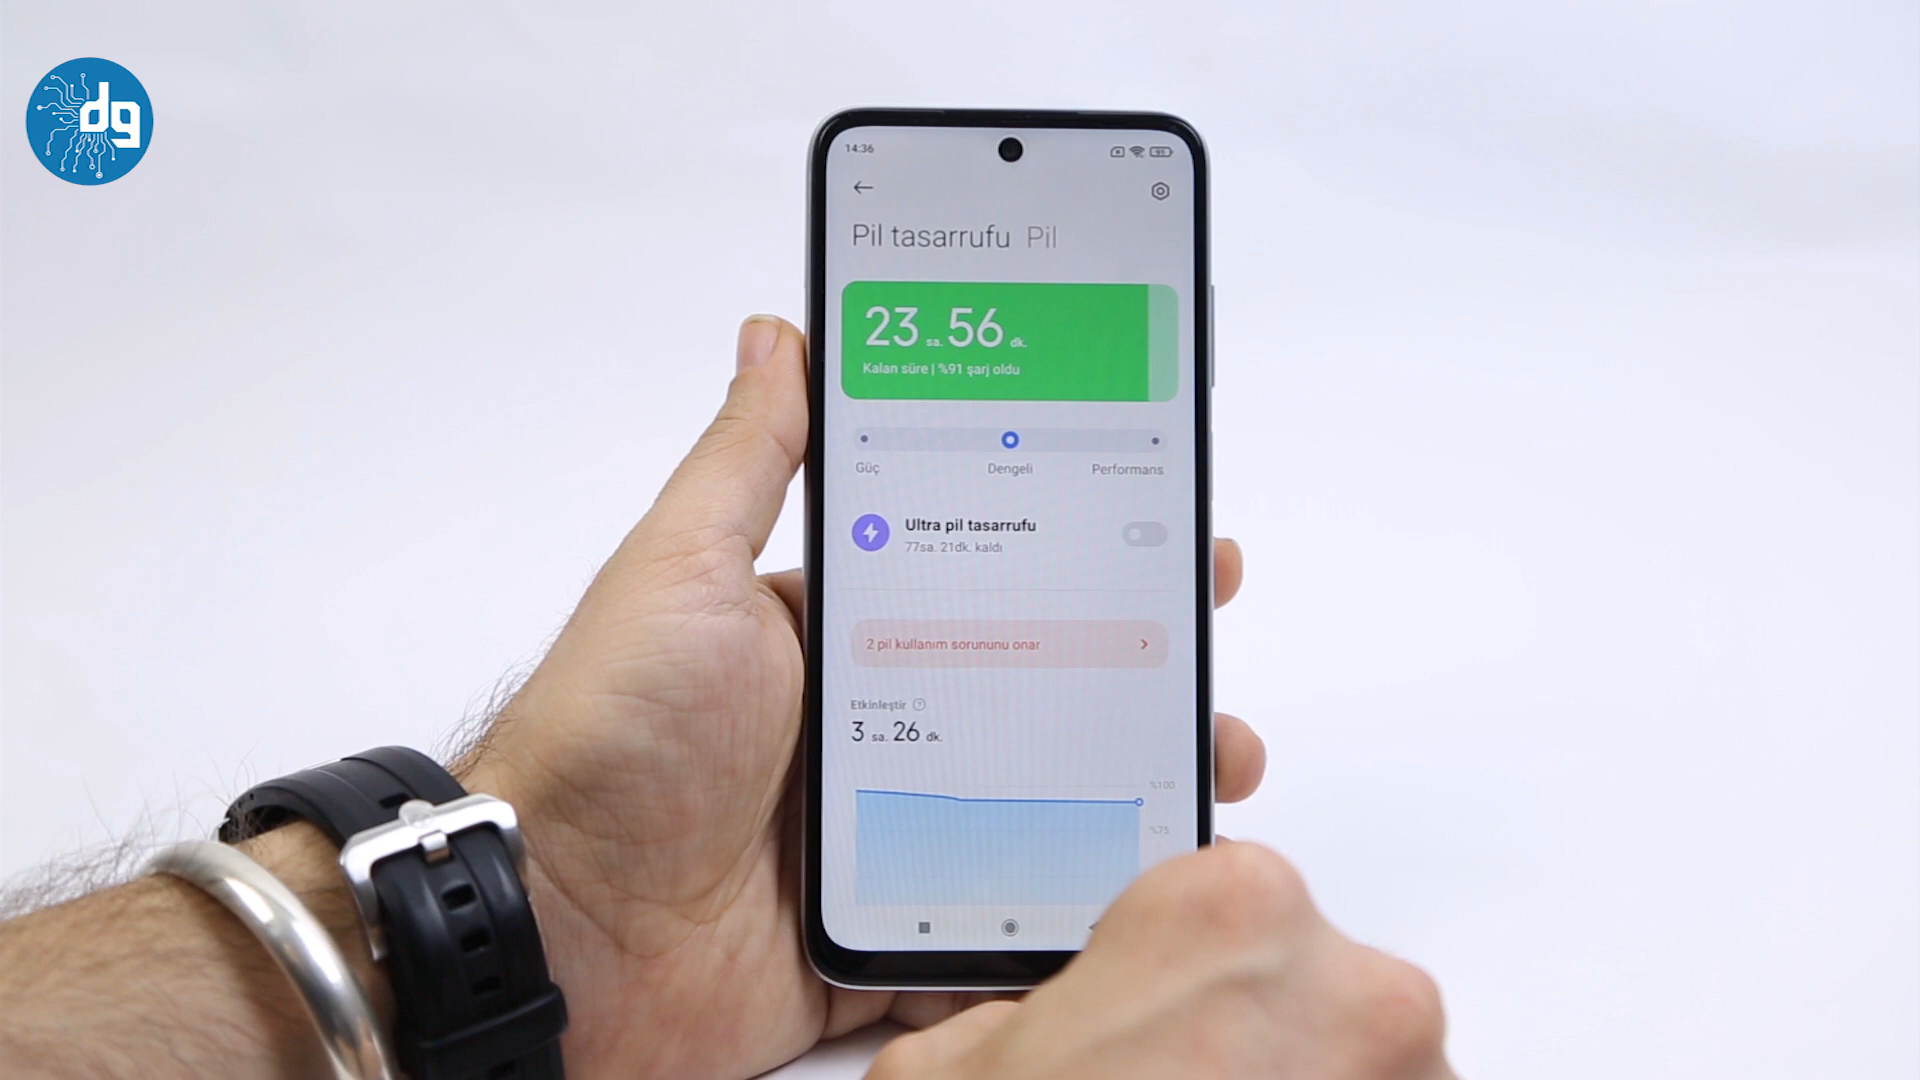 dg
14:36
91
Pil tasarrufu Pil
23 sa. 56 dk.
Kalan süre | %91 şarj oldu
Güç Dengeli Performans
Ultra pil tasarrufu
77sa. 21dk. kaldı
2 pil kullanım sorununu onar
Etkinleştir
3 sa. 26 dk.
%100
%75